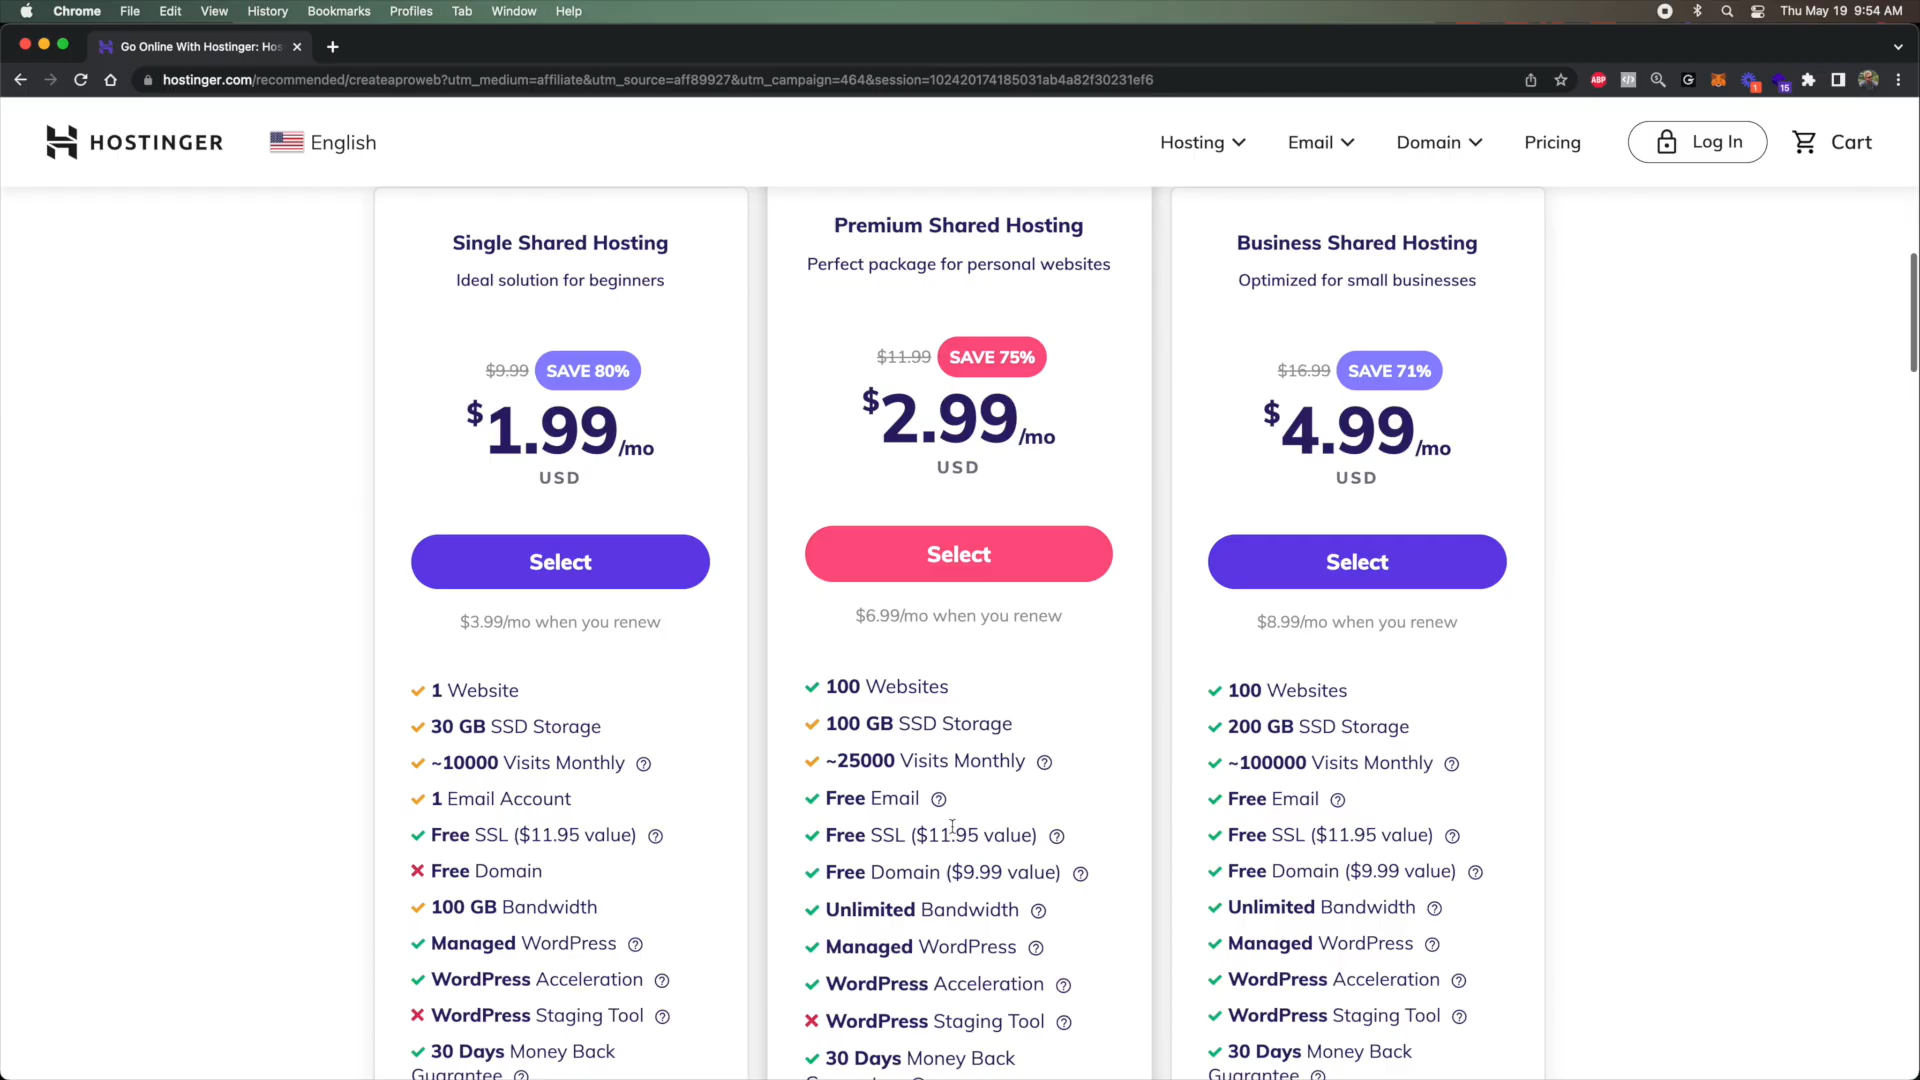 Chrome File Edit View History Bookmarks Profiles Tab Window Help Thu May 19 9:54 AM
Go Online With Hostinger: Hos
hostinger.com/recommended/createaproweb?utm_medium=affiliate&utm_source=aff89927&utm_campaign=464&session=102420174185031ab4a82f30231ef6
ABP
G
1
15
HOSTINGER English Hosting Email Domain Pricing Log In Cart
Single Shared Hosting
Ideal solution for beginners
$9.99 SAVE 80%
$1.99/mo
USD
Select
$3.99/mo when you renew
1 Website
30 GB SSD Storage
~10000 Visits Monthly ?
1 Email Account
Free SSL ($11.95 value) ?
Free Domain
100 GB Bandwidth
Managed WordPress ?
WordPress Acceleration ?
WordPress Staging Tool ?
30 Days Money Back
Guarantee ?
Premium Shared Hosting
Perfect package for personal websites
$11.99 SAVE 75%
$2.99/mo
USD
Select
$6.99/mo when you renew
100 Websites
100 GB SSD Storage
~25000 Visits Monthly ?
Free Email ?
Free SSL ($11.95 value) ?
Free Domain ($9.99 value) ?
Unlimited Bandwidth ?
Managed WordPress ?
WordPress Acceleration ?
WordPress Staging Tool ?
30 Days Money Back
Business Shared Hosting
Optimized for small businesses
$16.99 SAVE 71%
$4.99/mo
USD
Select
$8.99/mo when you renew
100 Websites
200 GB SSD Storage
~100000 Visits Monthly ?
Free Email ?
Free SSL ($11.95 value) ?
Free Domain ($9.99 value) ?
Unlimited Bandwidth ?
Managed WordPress ?
WordPress Acceleration ?
WordPress Staging Tool ?
30 Days Money Back
Guarantee ?